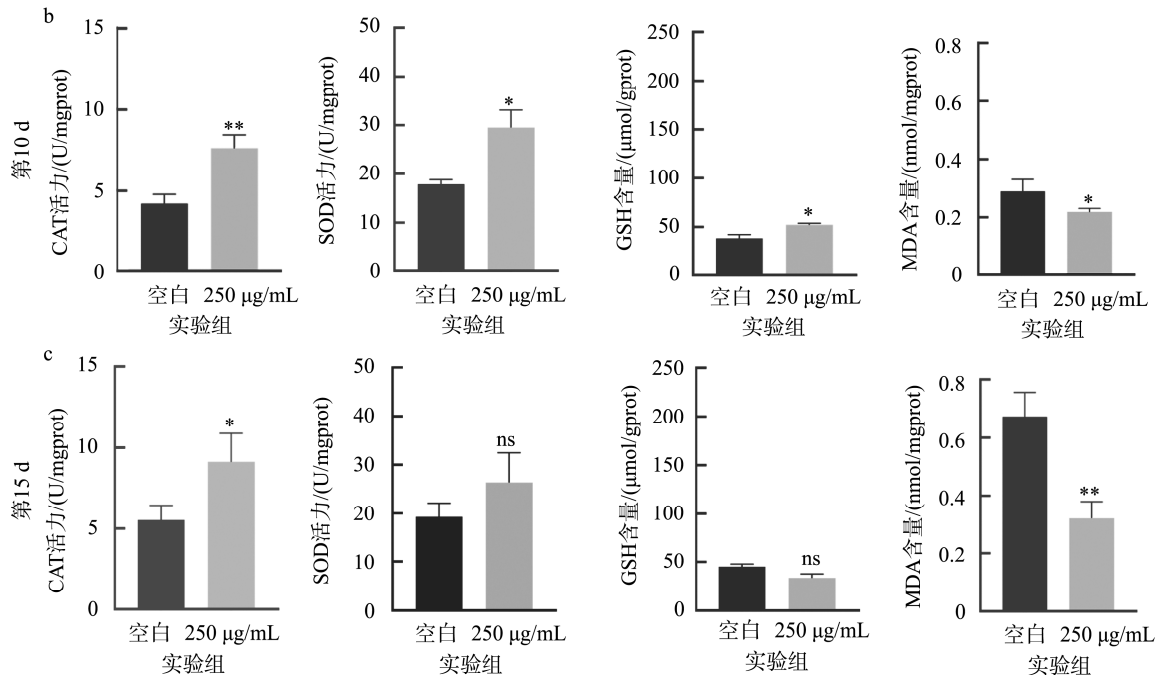 b
第10 d
CAT活力/(U/mgprot)
15
10
5
0
**
空白 250 μg/mL
实验组
SOD活力/(U/mgprot)
50
40
30
20
10
0
*
空白 250 μg/mL
实验组
GSH含量/(μmol/gprot)
250
200
150
100
50
0
*
空白 250 μg/mL
实验组
MDA含量/(nmol/mgprot)
0.8
0.6
0.4
0.2
0
*
空白 250 μg/mL
实验组
c
第15 d
CAT活力/(U/mgprot)
15
10
5
0
*
空白 250 μg/mL
实验组
SOD活力/(U/mgprot)
50
40
30
20
10
0
ns
空白 250 μg/mL
实验组
GSH含量/(μmol/gprot)
250
200
150
100
50
0
ns
空白 250 μg/mL
实验组
MDA含量/(nmol/mgprot)
0.8
0.6
0.4
0.2
0
**
空白 250 μg/mL
实验组